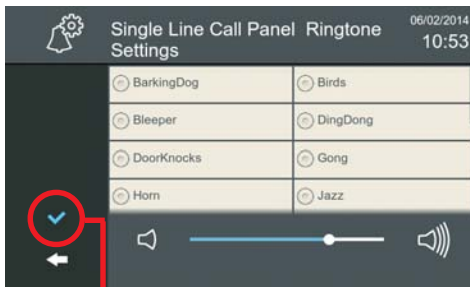 Single Line Call Panel Ringtone
Settings
06/02/2014
10:53
BarkingDog
Birds
Bleeper
DingDong
DoorKnocks
Gong
Horn
Jazz